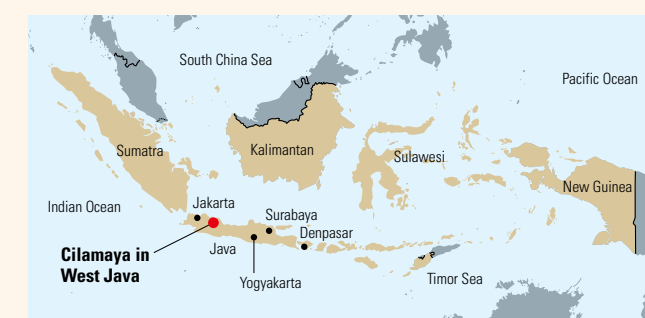 South China Sea
Pacific Ocean
Sumatra
Kalimantan
Sulawesi
New Guinea
Indian Ocean
Jakarta
Surabaya
Denpasar
Java
Cilamaya in
West Java
Yogyakarta
Timor Sea